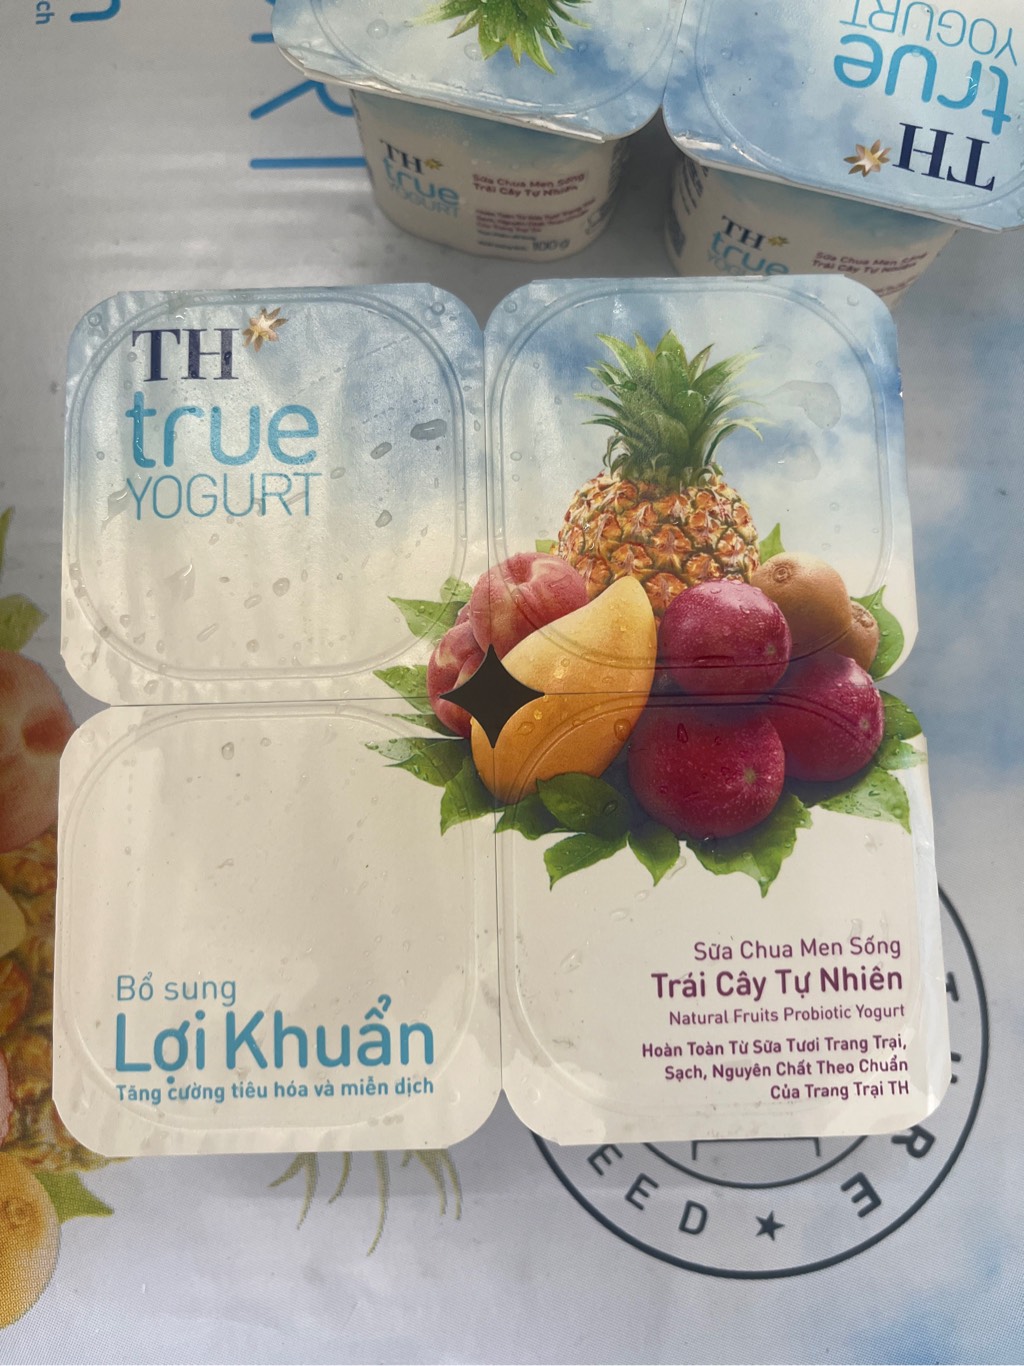 TH
true
YOGURT
Sữa Chua Men Sống
Trái Cây Tự Nhiên
100 g
TH
true
YOGURT
Sữa Chua Men Sống
Trái Cây Tự Nhiên
TH
true
YOGURT
TH
true
YOGURT
Bổ sung
Lợi Khuẩn
Tăng cường tiêu hóa và miễn dịch
Sữa Chua Men Sống
Trái Cây Tự Nhiên
Natural Fruits Probiotic Yogurt
Hoàn Toàn Từ Sữa Tươi Trang Trại,
Sạch, Nguyên Chất Theo Chuẩn
Của Trang Trại TH